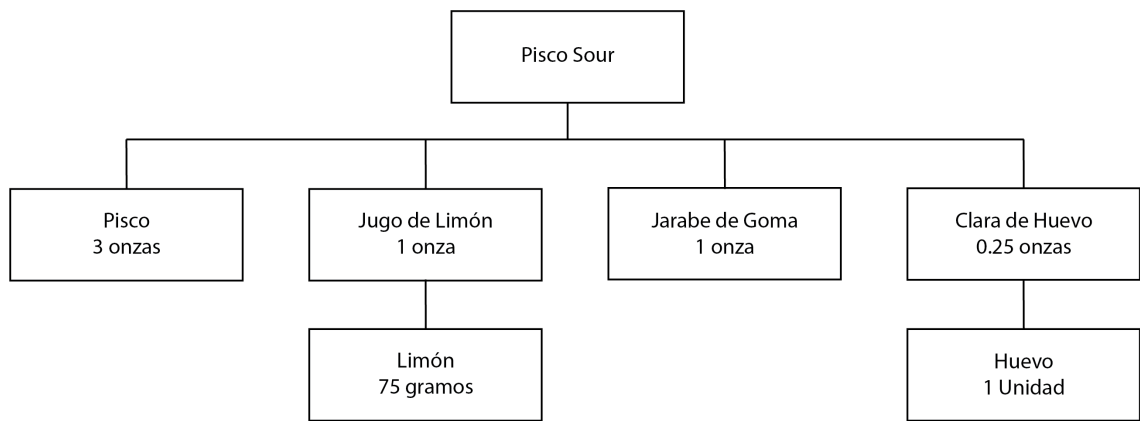 Pisco Sour
Pisco
3 onzas
Jugo de Limón
1 onza
Jarabe de Goma
1 onza
Clara de Huevo
0.25 onzas
Limón
75 gramos
Huevo
1 Unidad